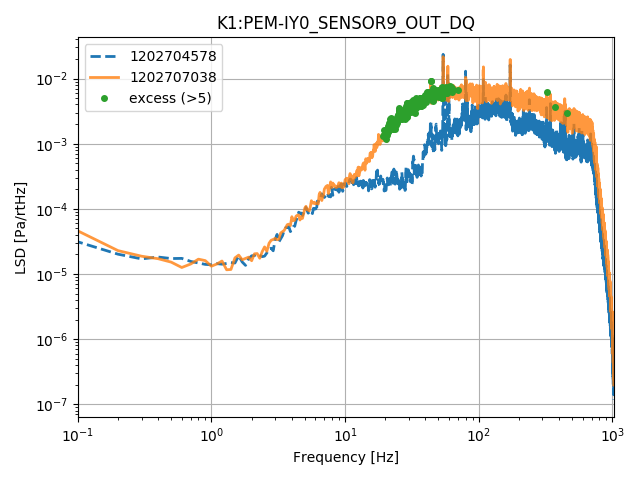 K1:PEM-IY0_SENSOR9_OUT_DQ
1202704578
1202707038
excess (>5)
LSD [Pa/rtHz]
10⁻²
10⁻³
10⁻⁴
10⁻⁵
10⁻⁶
10⁻⁷
10⁻¹ 10⁰ 10¹ 10² 10³
Frequency [Hz]